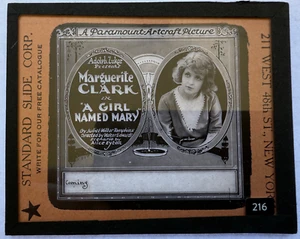 A Paramount-Artcraft Picture
Adolph Zukor
Presents
Marguerite
CLARK
in
"A GIRL
NAMED MARY"
By Juliet Wilbor Tompkins
Directed by Walter Edwards
Scenario by
Alice Eyton
Coming
STANDARD SLIDE CORP.
WRITE FOR OUR FREE CATALOGUE
211 WEST 48th ST., NEW YORK
216